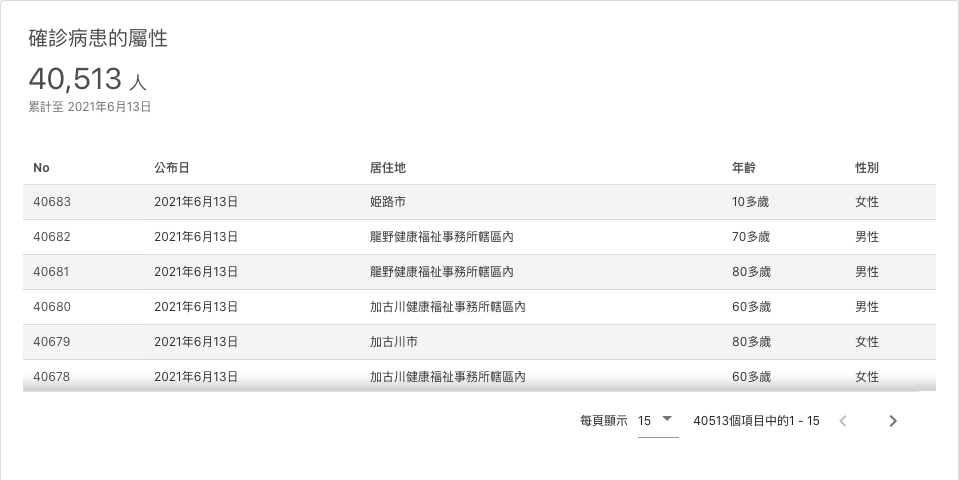 確診病患的屬性
40,513 人
累計至 2021年6月13日
No 公布日 居住地 年齡 性別
40683 2021年6月13日 姫路市 10多歲 女性
40682 2021年6月13日 龍野健康福祉事務所轄區內 70多歲 男性
40681 2021年6月13日 龍野健康福祉事務所轄區內 80多歲 男性
40680 2021年6月13日 加古川健康福祉事務所轄區內 60多歲 男性
40679 2021年6月13日 加古川市 80多歲 女性
40678 2021年6月13日 加古川健康福祉事務所轄區內 60多歲 女性
每頁顯示 15 40513個項目中的1 - 15